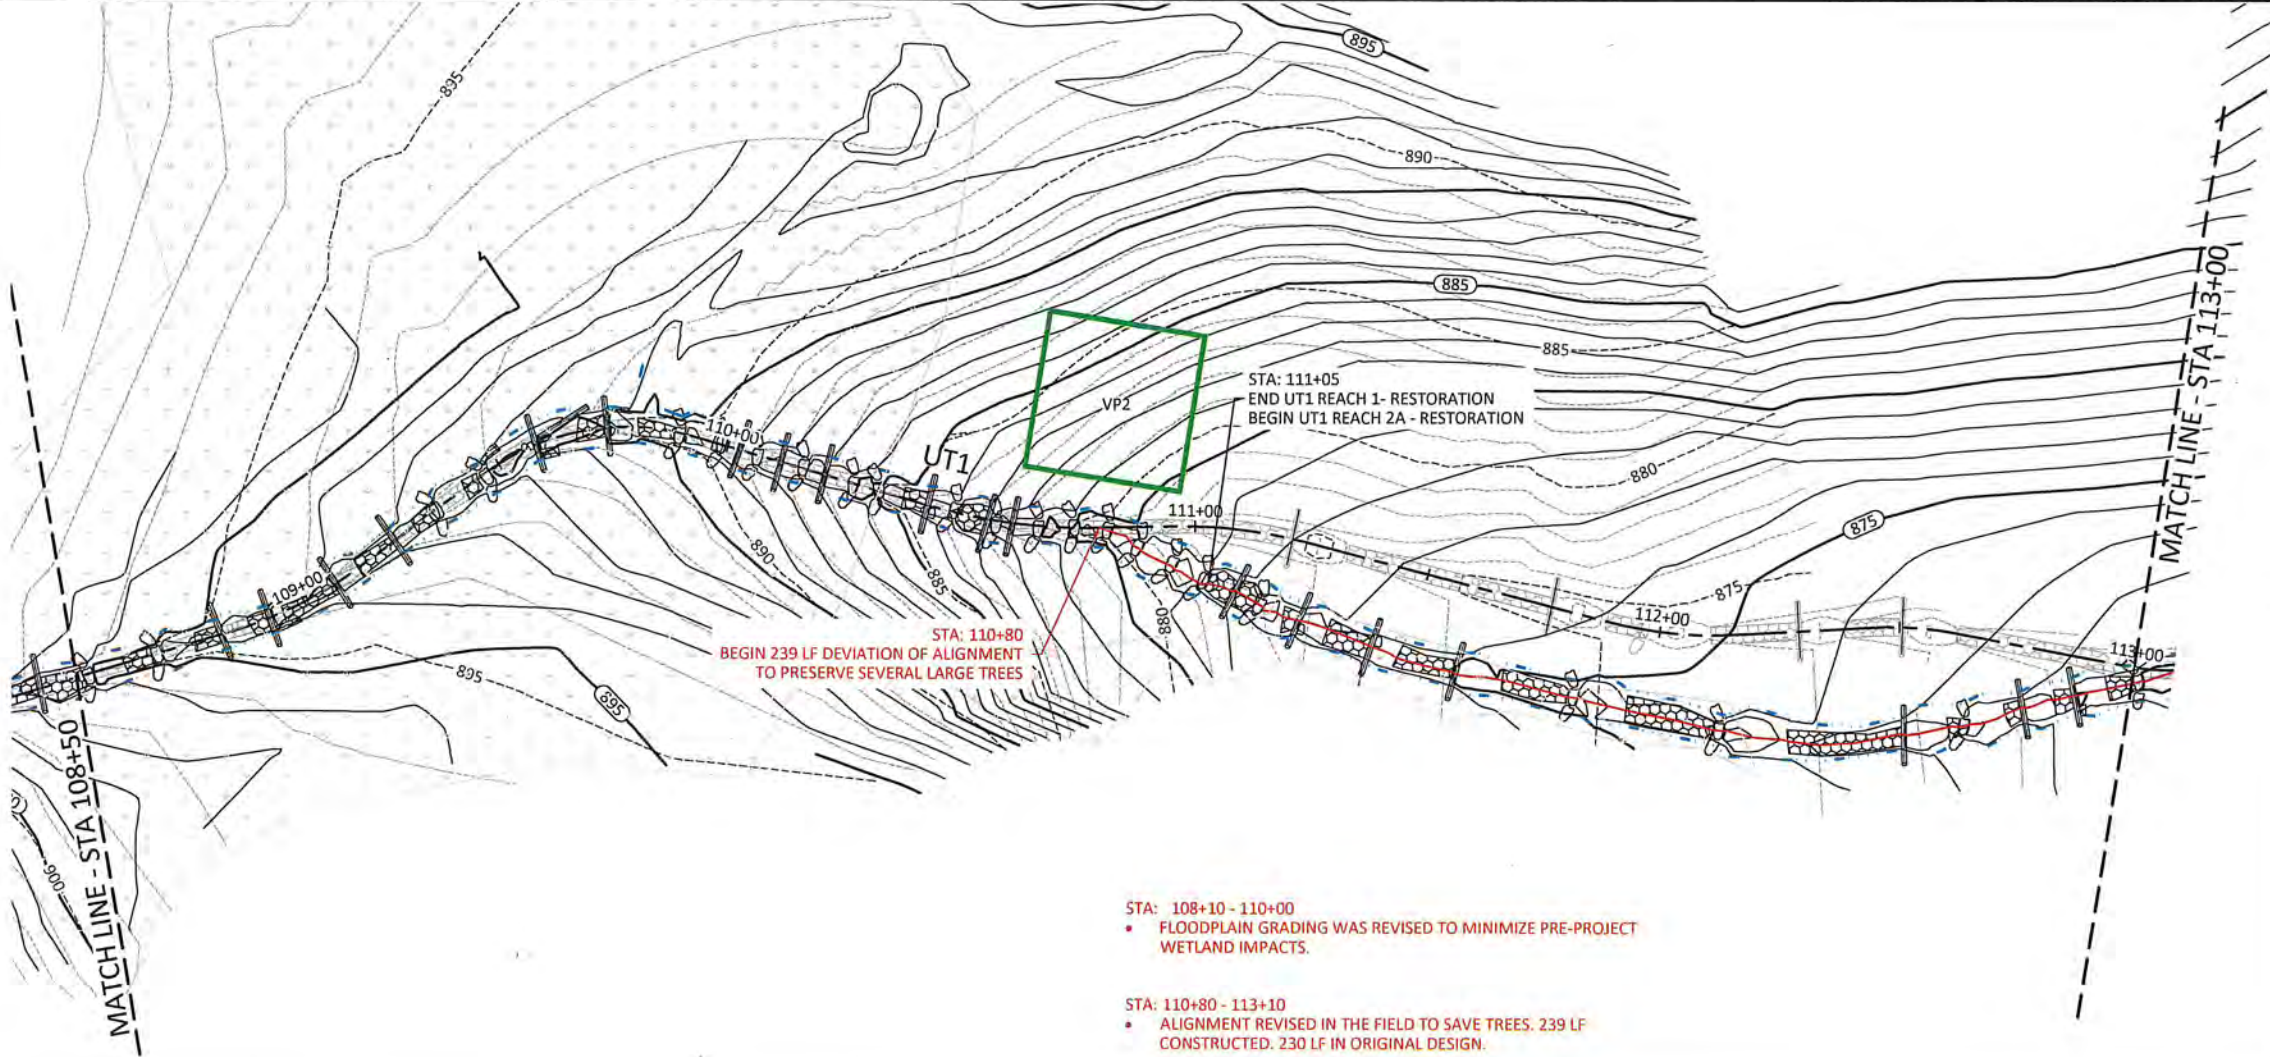 895
895
890
885
885
STA: 111+05
END UT1 REACH 1- RESTORATION
BEGIN UT1 REACH 2A - RESTORATION
VP2
110+00
UT1
880
875
111+00
890
885
109+00
875
112+00
880
113+00
STA: 110+80
BEGIN 239 LF DEVIATION OF ALIGNMENT
TO PRESERVE SEVERAL LARGE TREES
895
895
900
MATCH LINE - STA 108+50
MATCH LINE - STA 113+00
STA: 108+10 - 110+00
• FLOODPLAIN GRADING WAS REVISED TO MINIMIZE PRE-PROJECT
WETLAND IMPACTS.
STA: 110+80 - 113+10
• ALIGNMENT REVISED IN THE FIELD TO SAVE TREES. 239 LF
CONSTRUCTED. 230 LF IN ORIGINAL DESIGN.